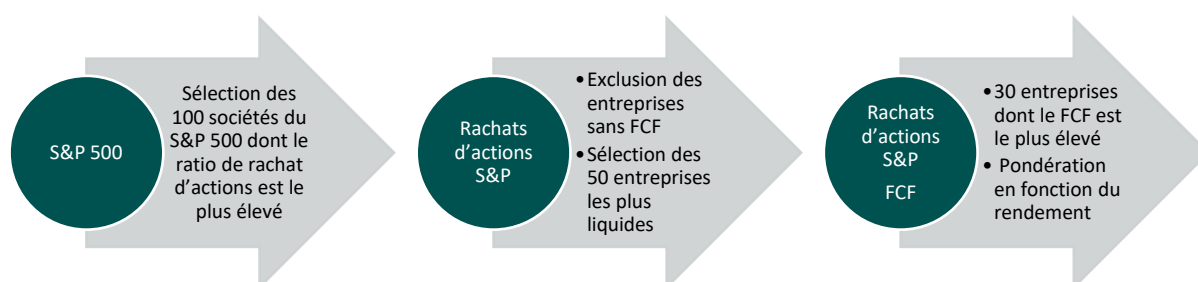 S&P 500
Sélection des
100 sociétés du
S&P 500 dont le
ratio de rachat
d’actions est le
plus élevé
Rachats
d’actions
S&P
•Exclusion des
entreprises
sans FCF
•Sélection des
50 entreprises
les plus
liquides
Rachats
d’actions
S&P
FCF
•30 entreprises
dont le FCF est
le plus élevé
• Pondération
en fonction du
rendement